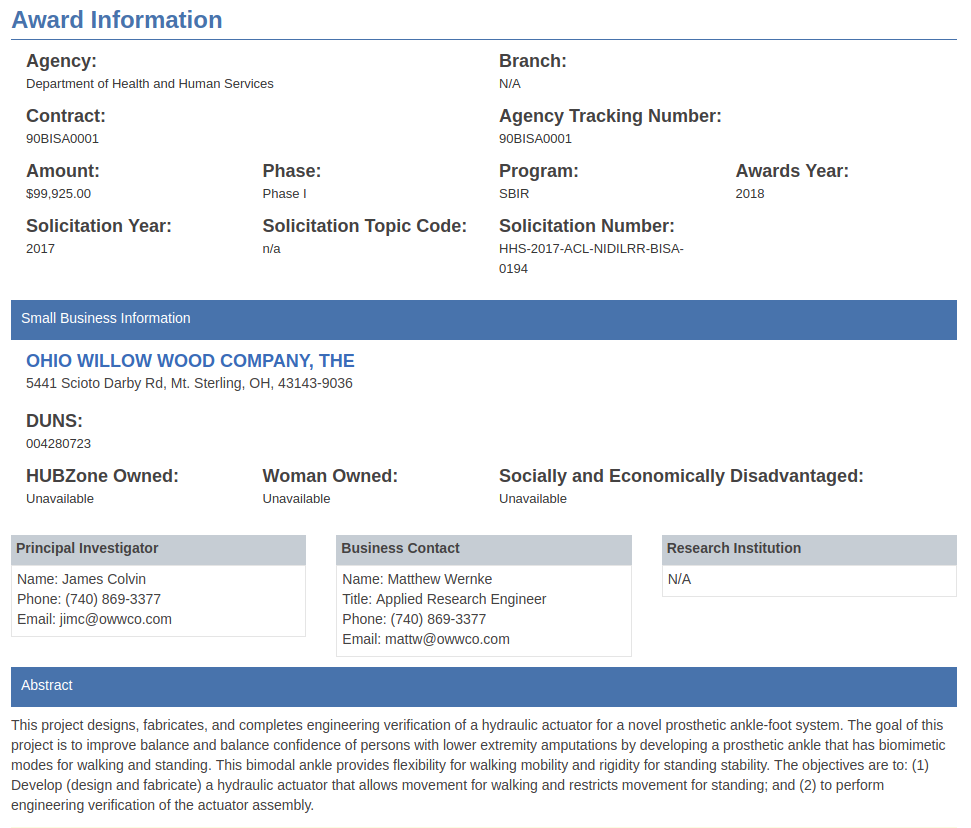 Award Information
Agency:
Department of Health and Human Services
Branch:
N/A
Contract:
90BISA0001
Agency Tracking Number:
90BISA0001
Amount:
$99,925.00
Phase:
Phase I
Program:
SBIR
Awards Year:
2018
Solicitation Year:
2017
Solicitation Topic Code:
n/a
Solicitation Number:
HHS-2017-ACL-NIDILRR-BISA-
0194
Small Business Information
OHIO WILLOW WOOD COMPANY, THE
5441 Scioto Darby Rd, Mt. Sterling, OH, 43143-9036
DUNS:
004280723
HUBZone Owned:
Unavailable
Woman Owned:
Unavailable
Socially and Economically Disadvantaged:
Unavailable
Principal Investigator
Name: James Colvin
Phone: (740) 869-3377
Email: jimc@owwco.com
Business Contact
Name: Matthew Wernke
Title: Applied Research Engineer
Phone: (740) 869-3377
Email: mattw@owwco.com
Research Institution
N/A
Abstract
This project designs, fabricates, and completes engineering verification of a hydraulic actuator for a novel prosthetic ankle-foot system. The goal of this
project is to improve balance and balance confidence of persons with lower extremity amputations by developing a prosthetic ankle that has biomimetic
modes for walking and standing. This bimodal ankle provides flexibility for walking mobility and rigidity for standing stability. The objectives are to: (1)
Develop (design and fabricate) a hydraulic actuator that allows movement for walking and restricts movement for standing; and (2) to perform
engineering verification of the actuator assembly.